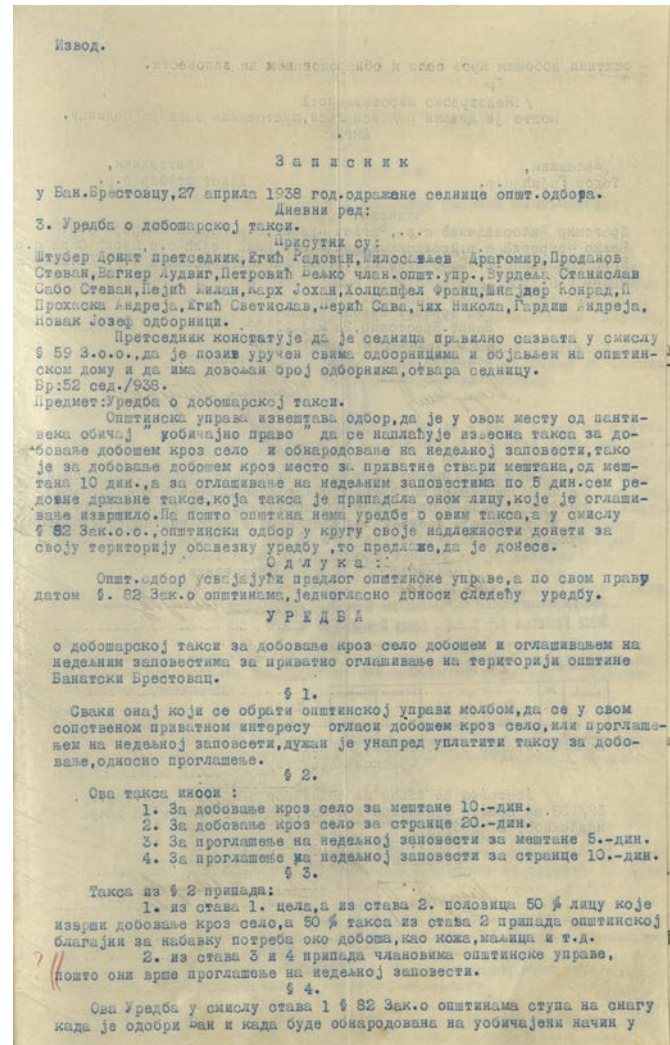 Извод.
Записник
у Бан.Брестовцу,27 априла 1938 год.одражане седнице општ.одбора.
Дневни ред:
3. Уредба о добошарској такси.
Присутни су:
Штубер Донат претседник,Егић Радован,Милосављев Драгомир,Проданов
Стеван,Вагнер Лудвиг,Петровић Вељко члан.општ.упр.,Вурдеља Станислав
Сабо Стеван,Пејић Милан,Карх Јохан,Холцапфел Франц,Шнајдер Конрад,П
Прохаска Андреја,Егић Светислав,Перић Сава,Чих Никола,Гардиш Андреја,
Новак Јозеф одборници.
Претседник констатује да је седница правилно сазвата у смислу
§ 59 З.о.о.,да је позив уручен свима одборницима и објављен на општин-
ском дому и да има довољан број одборника,отвара седницу.
Бр:52 сед./938.
Предмет:Уредба о добошарској такси.
Општинска управа извештава одбор,да је у овом месту од панти-
века обичај " уобичајно право " да се наплаћује извесна такса за до-
бовање добошем кроз село и обнародовање на недељној заповести,тако
је за добовање добошем кроз место за приватне ствари мештана,од меш-
тана 10 дин.,а за оглашивање на недељним заповестима по 5 дин.сем ре-
довне државне таксе,која такса је припадала оном лицу,које је оглаши-
вање извршило.Па пошто општина нема уредбе о овим такса,а у смислу
§ 82 Зак.о.о.,општински одбор у кругу своје надлежности донети за
своју територију обавезну уредбу ,то предлаже,да је донесе.
Одлука :
Општ.одбор усвајајући предлог општинске управе,а по свом праву
датом §. 82 Зак.о општинама,једногласно доноси следећу уредбу.
УРЕДБА
о добошарској такси за добовање кроз село добошем и оглашивањем на
недељним заповестима за приватно оглашивање на територији општине
Банатски Брестовац.
§ 1.
Сваки онај који се обрати општинској управи молбом,да се у свом
сопственом приватном интересу огласи добошем кроз село,или проглаше-
њем на недељној заповсети,дужан је унапред уплатити таксу за добо-
вање,односно проглашење.
§ 2.
Ова такса иноси :
1. За добовање кроз село за мештане 10.-дин.
2. За добовање кроз село за странце 20.-дин.
3. За проглашење на недељној заповести за мештане 5.-дин.
4. За проглашење на недељној заповести за странце 10.-дин.
§ 3.
Такса из § 2 припада:
1. из става 1. цела,а из става 2. половица 50 % лицу које
изврши добовање кроз село,а 50 % такса из става 2 припада општинској
благајни за набавку потреба око добоша,као кожа,маљица и т.д.
2. из става 3 и 4 припада члановима општинске управе,
пошто они врше проглашење на недељној заповести.
§ 4.
Ова Уредба у смислу става 1 § 82 Зак.о општинама ступа на снагу
када је одобри Бан и када буде обнародована на уобичајени начин у